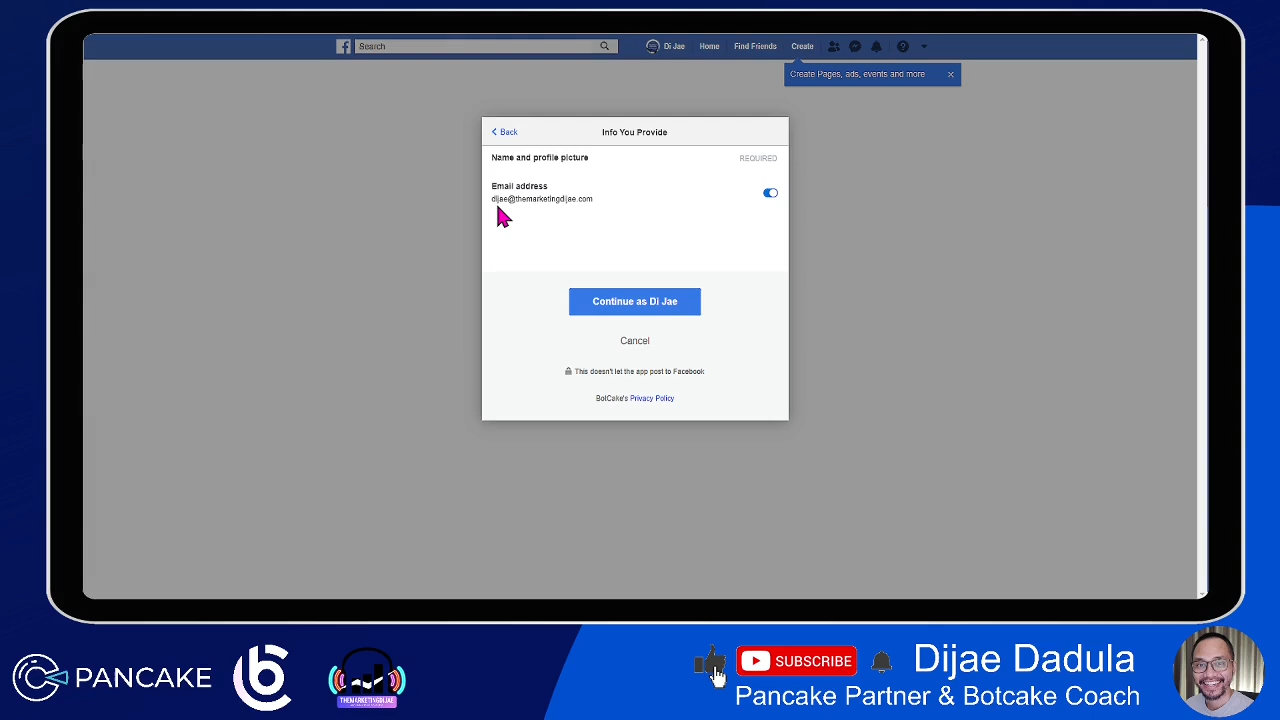 Search
Di Jae
Home
Find Friends
Create
Create Pages, ads, events and more
Back
Info You Provide
Name and profile picture
REQUIRED
Email address
dijae@themarketingdijae.com
Continue as Di Jae
Cancel
This doesn't let the app post to Facebook
BotCake's Privacy Policy
PANCAKE
THEMARKETINGDIJAE
SUBSCRIBE
Dijae Dadula
Pancake Partner & Botcake Coach